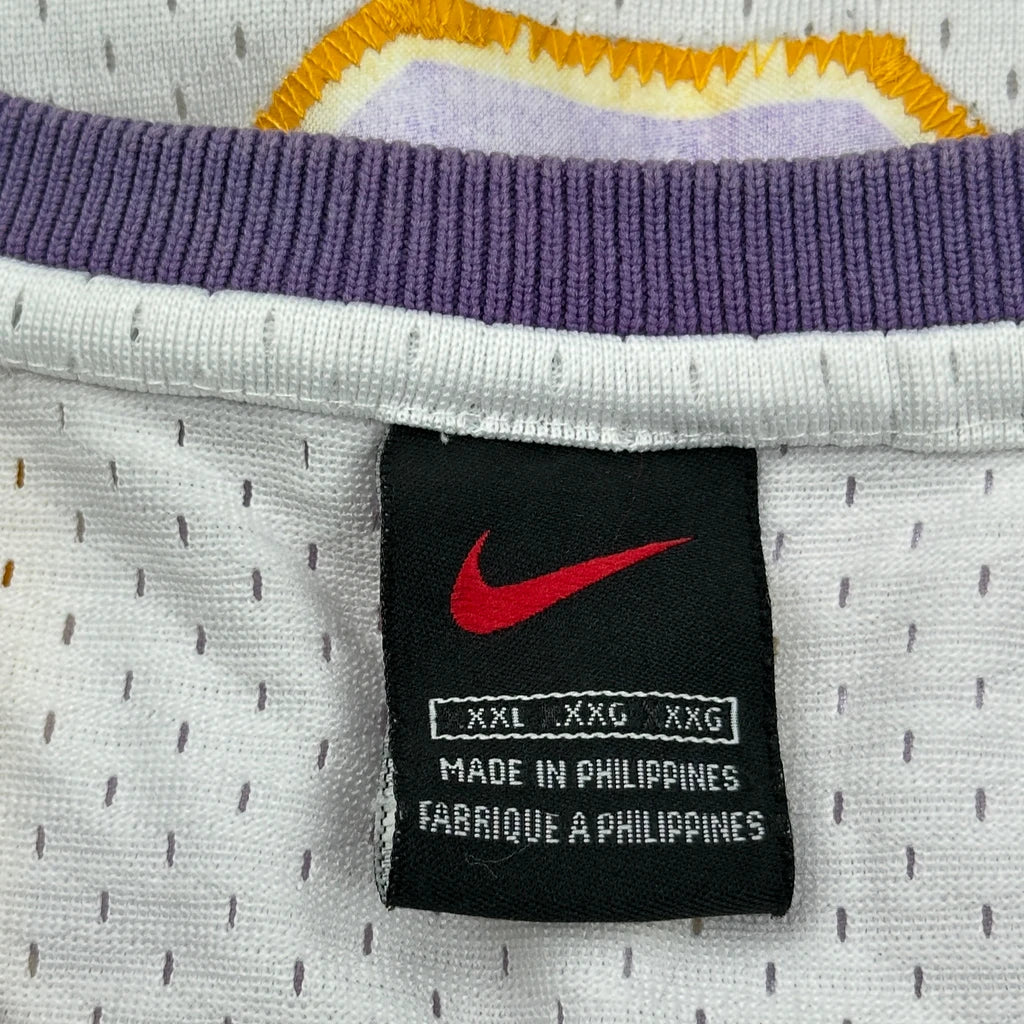 XXL XXG XXG
MADE IN PHILIPPINES
FABRIQUE A PHILIPPINES